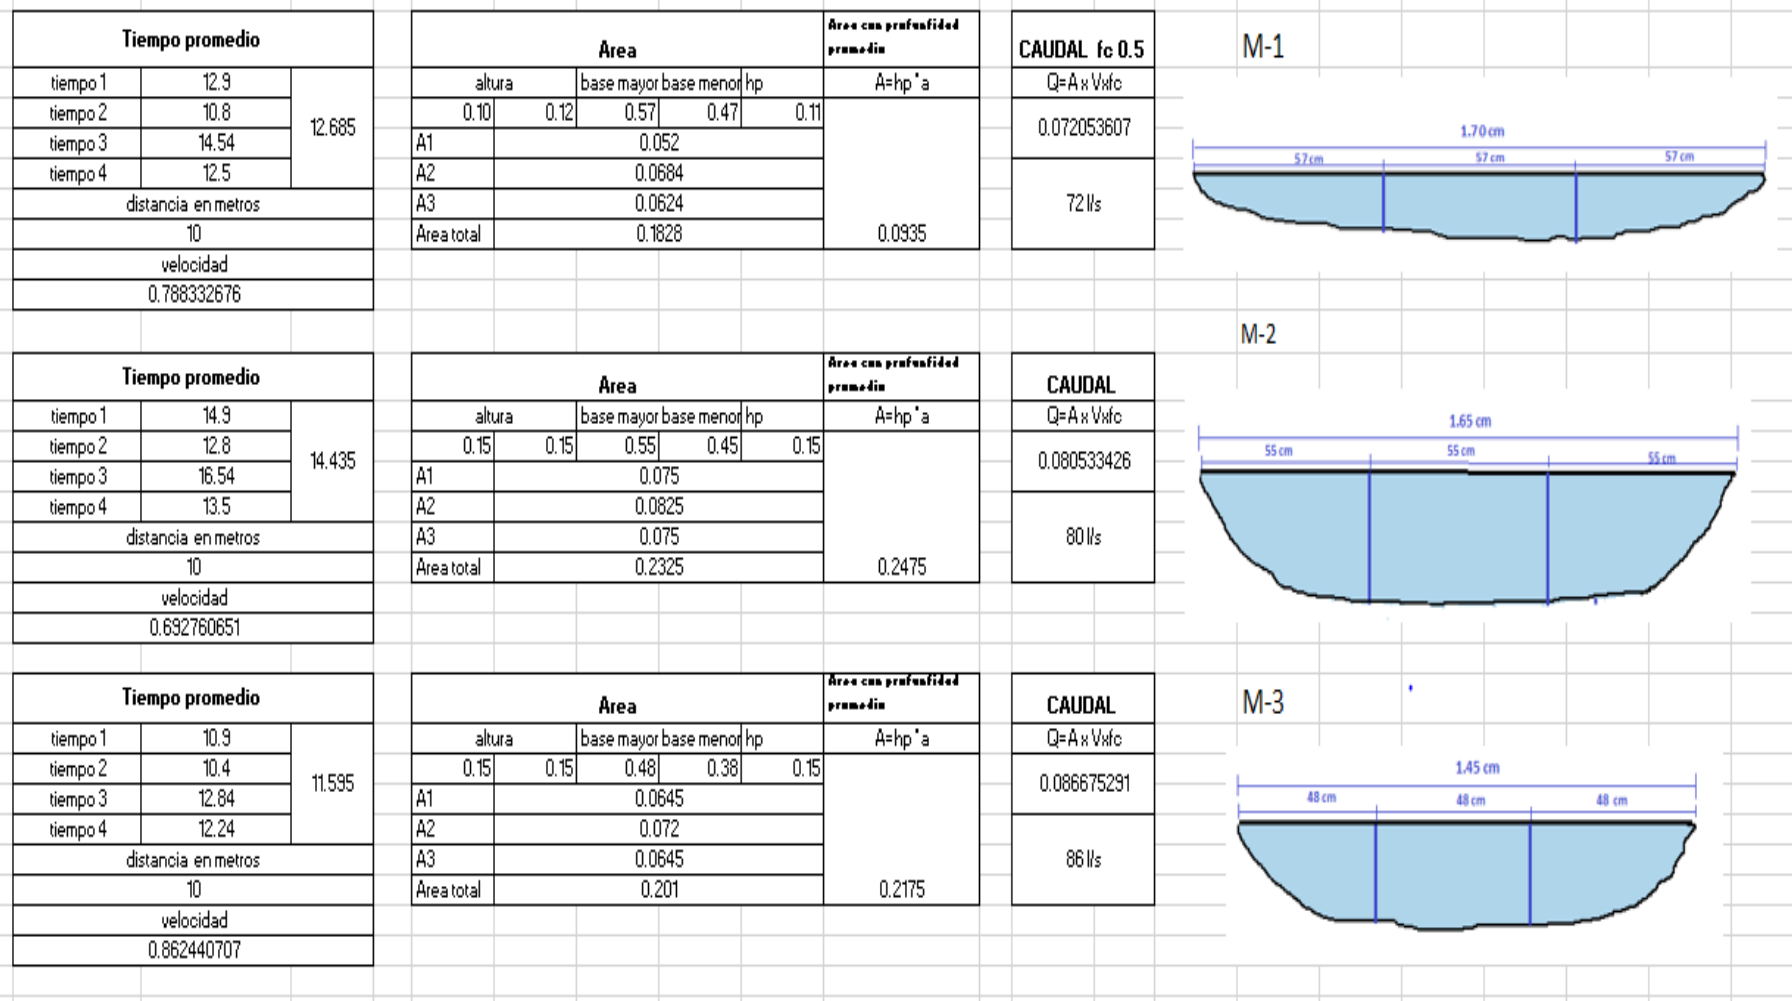 Tiempo promedio
tiempo 1 12.9
tiempo 2 10.8
tiempo 3 14.54
tiempo 4 12.5
12.685
distancia en metros
10
velocidad
0.788332676
Area
Area con profunfidad promedio
altura base mayor base menor hp A=hp*a
0.10 0.12 0.57 0.47 0.11
A1 0.052
A2 0.0684
A3 0.0624
Area total 0.1828 0.0935
CAUDAL fc 0.5
Q=A x Vxfc
0.072053607
72 l/s
M-1
1.70 cm
57 cm 57 cm 57 cm
Tiempo promedio
tiempo 1 14.9
tiempo 2 12.8
tiempo 3 16.54
tiempo 4 13.5
14.435
distancia en metros
10
velocidad
0.692760651
Area
Area con profunfidad promedio
altura base mayor base menor hp A=hp*a
0.15 0.15 0.55 0.45 0.15
A1 0.075
A2 0.0825
A3 0.075
Area total 0.2325 0.2475
CAUDAL
Q=A x Vxfc
0.080533426
80 l/s
M-2
1.65 cm
55 cm 55 cm 55 cm
Tiempo promedio
tiempo 1 10.9
tiempo 2 10.4
tiempo 3 12.84
tiempo 4 12.24
11.595
distancia en metros
10
velocidad
0.862440707
Area
Area con profunfidad promedio
altura base mayor base menor hp A=hp*a
0.15 0.15 0.48 0.38 0.15
A1 0.0645
A2 0.072
A3 0.0645
Area total 0.201 0.2175
CAUDAL
Q=A x Vxfc
0.086675291
86 l/s
M-3
1.45 cm
48 cm 48 cm 48 cm